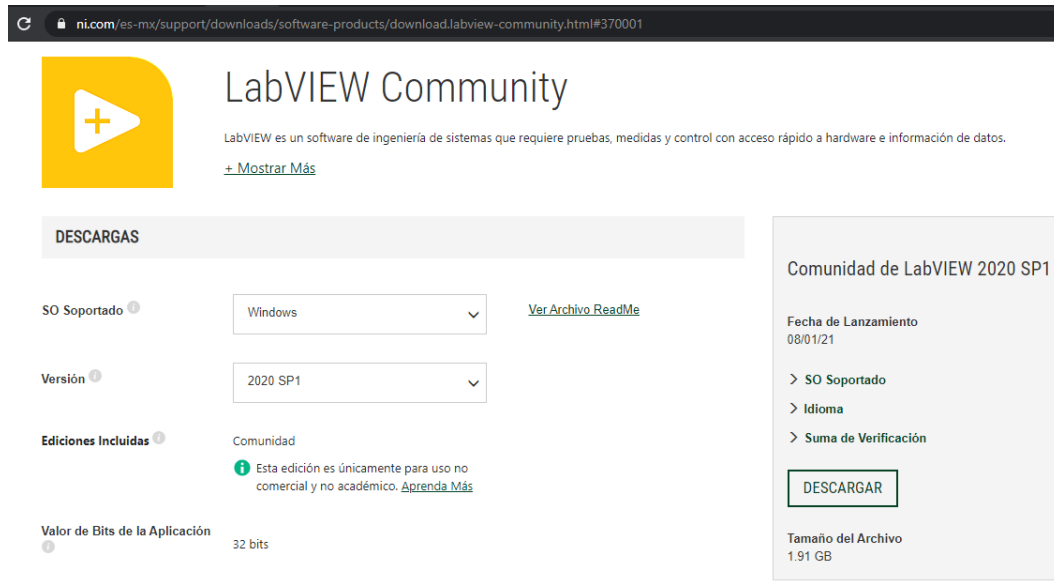 ni.com/es-mx/support/downloads/software-products/download.labview-community.html#370001
LabVIEW Community
LabVIEW es un software de ingeniería de sistemas que requiere pruebas, medidas y control con acceso rápido a hardware e información de datos.
+ Mostrar Más
DESCARGAS
SO Soportado
Windows
Ver Archivo ReadMe
Versión
2020 SP1
Ediciones Incluidas
Comunidad
Esta edición es únicamente para uso no
comercial y no académico. Aprenda Más
Valor de Bits de la Aplicación
32 bits
Comunidad de LabVIEW 2020 SP1
Fecha de Lanzamiento
08/01/21
SO Soportado
Idioma
Suma de Verificación
DESCARGAR
Tamaño del Archivo
1.91 GB